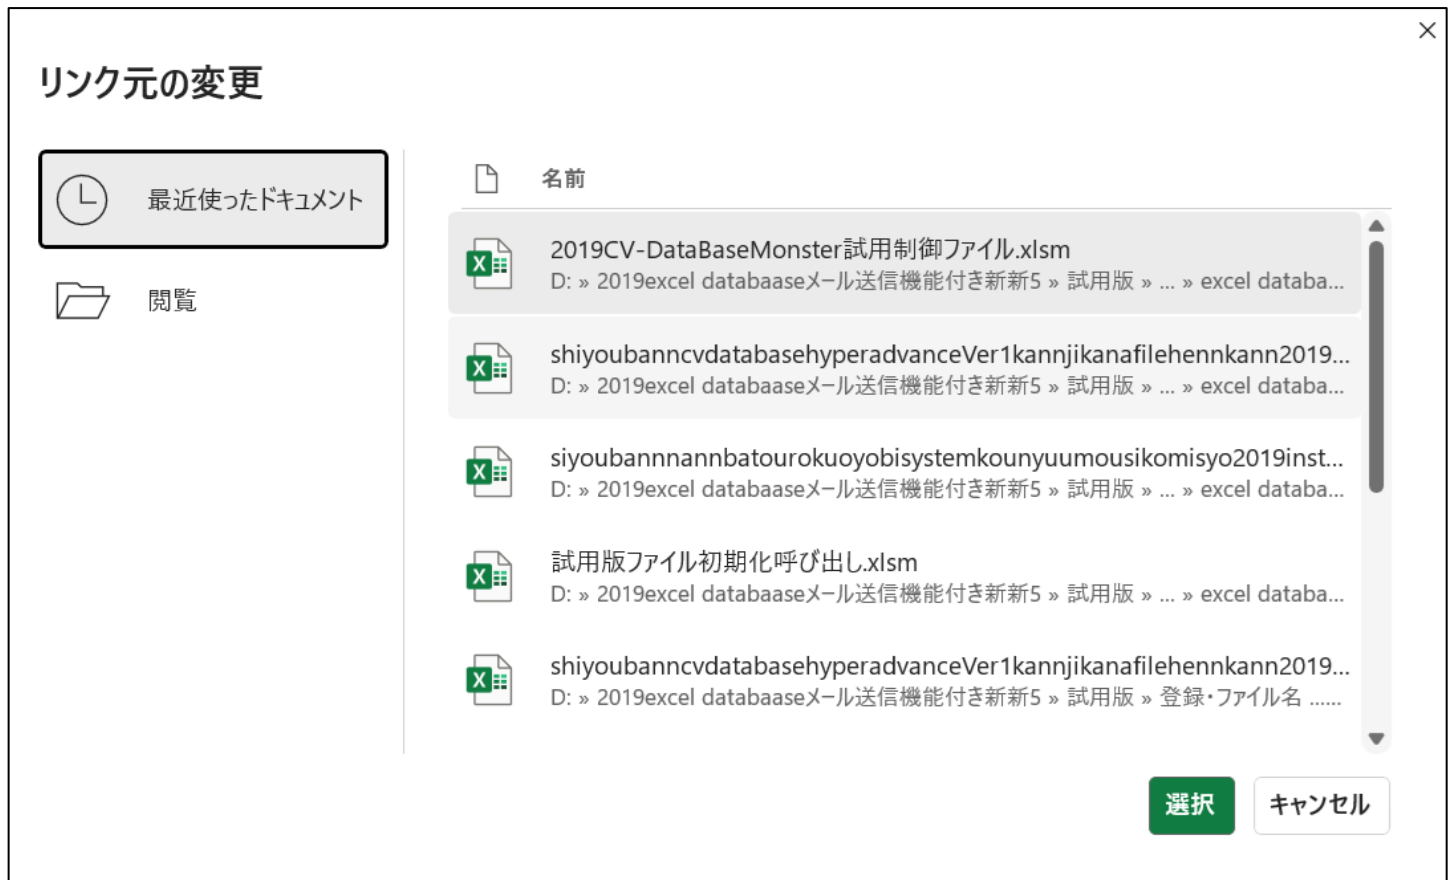 リンク元の変更
最近使ったドキュメント
閲覧
名前
2019CV-DataBaseMonster試用制御ファイル.xlsm
D: » 2019excel databaaseメール送信機能付き新新5 » 試用版 » ... » excel databa...
shiyoubanncvdatabasehyperadvanceVer1kannjikanafilehennkann2019...
D: » 2019excel databaaseメール送信機能付き新新5 » 試用版 » ... » excel databa...
siyoubannnannbatourokuoyobisystemkounyuumousikomisyo2019inst...
D: » 2019excel databaaseメール送信機能付き新新5 » 試用版 » ... » excel databa...
試用版ファイル初期化呼び出し.xlsm
D: » 2019excel databaaseメール送信機能付き新新5 » 試用版 » ... » excel databa...
shiyoubanncvdatabasehyperadvanceVer1kannjikanafilehennkann2019...
D: » 2019excel databaaseメール送信機能付き新新5 » 試用版 » 登録・ファイル名 ......
選択 キャンセル